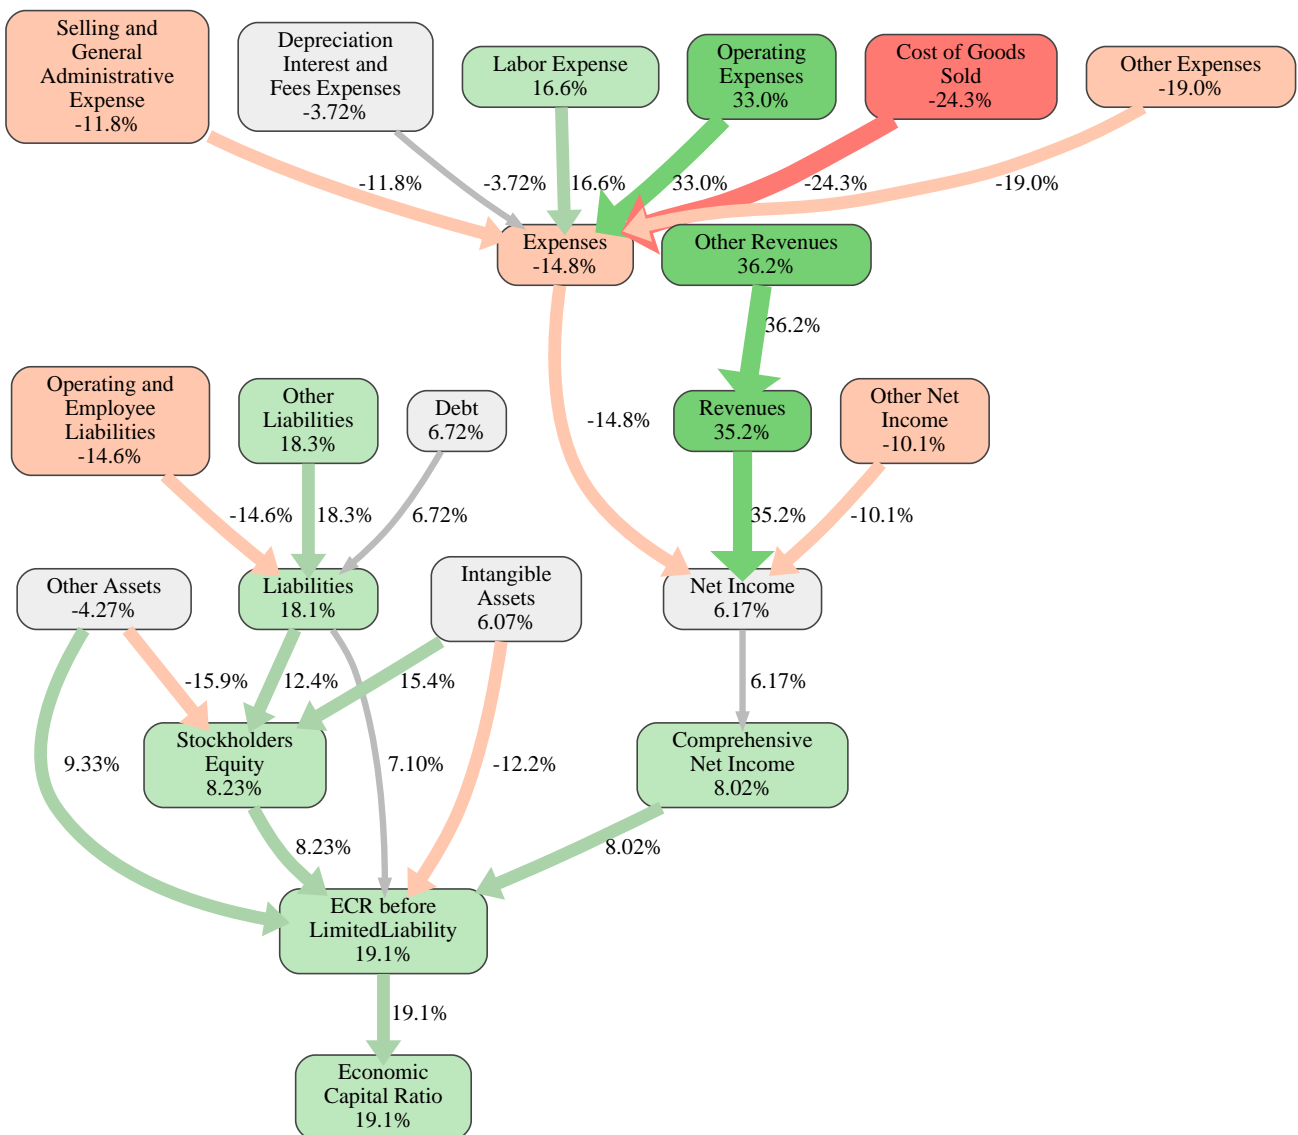 Selling and
General
Administrative
Expense
-11.8%
Depreciation
Interest and
Fees Expenses
-3.72%
Labor Expense
16.6%
Operating
Expenses
33.0%
Cost of Goods
Sold
-24.3%
Other Expenses
-19.0%
-11.8%
-3.72%
16.6%
33.0%
-24.3%
-19.0%
Expenses
-14.8%
Other Revenues
36.2%
36.2%
Operating and
Employee
Liabilities
-14.6%
Other
Liabilities
18.3%
Debt
6.72%
-14.8%
Revenues
35.2%
Other Net
Income
-10.1%
-14.6%
18.3%
6.72%
35.2%
-10.1%
Other Assets
-4.27%
Liabilities
18.1%
Intangible
Assets
6.07%
Net Income
6.17%
-15.9%
12.4%
15.4%
6.17%
Stockholders
Equity
8.23%
Comprehensive
Net Income
8.02%
9.33%
7.10%
-12.2%
8.23%
8.02%
ECR before
LimitedLiability
19.1%
19.1%
Economic
Capital Ratio
19.1%